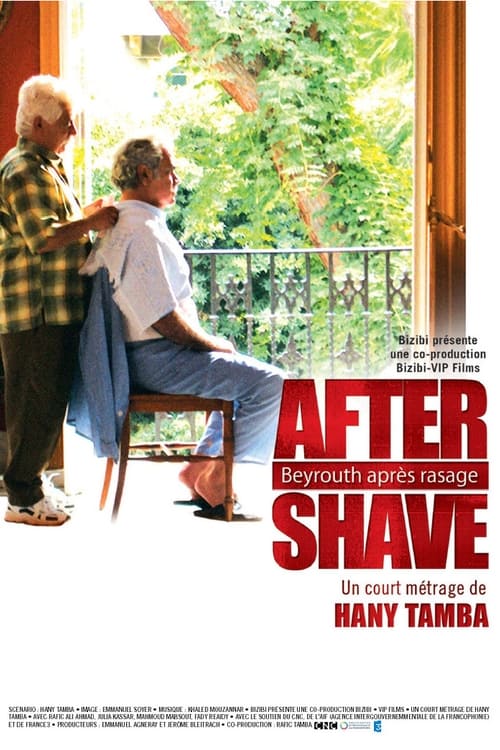 Bizibi présente
une co-production
Bizibi-VIP Films
AFTER
Beyrouth après rasage
SHAVE
Un court métrage de
HANY TAMBA
SCENARIO : HANY TAMBA • IMAGE : EMMANUEL SOYER • MUSIQUE : KHALED MOUZANNAR • BIZIBI PRÉSENTE UNE CO-PRODUCTION BIZIBI • VIP FILMS • UN COURT MÉTRAGE DE HANY
TAMBA • AVEC RAFIC ALI AHMAD, JULIA KASSAR, MAHMOUD MABSOUT, FADY REAIDY • AVEC LE SOUTIEN DU CNC, DE L'AIF (AGENCE INTERGOUVERNEMMENTALE DE LA FRANCOPHONIE)
ET DE FRANCE3 • PRODUCTEURS : EMMANUEL AGNERAY ET JERÔME BLEITRACH • CO-PRODUCTION : RAFIC TAMBA CNC